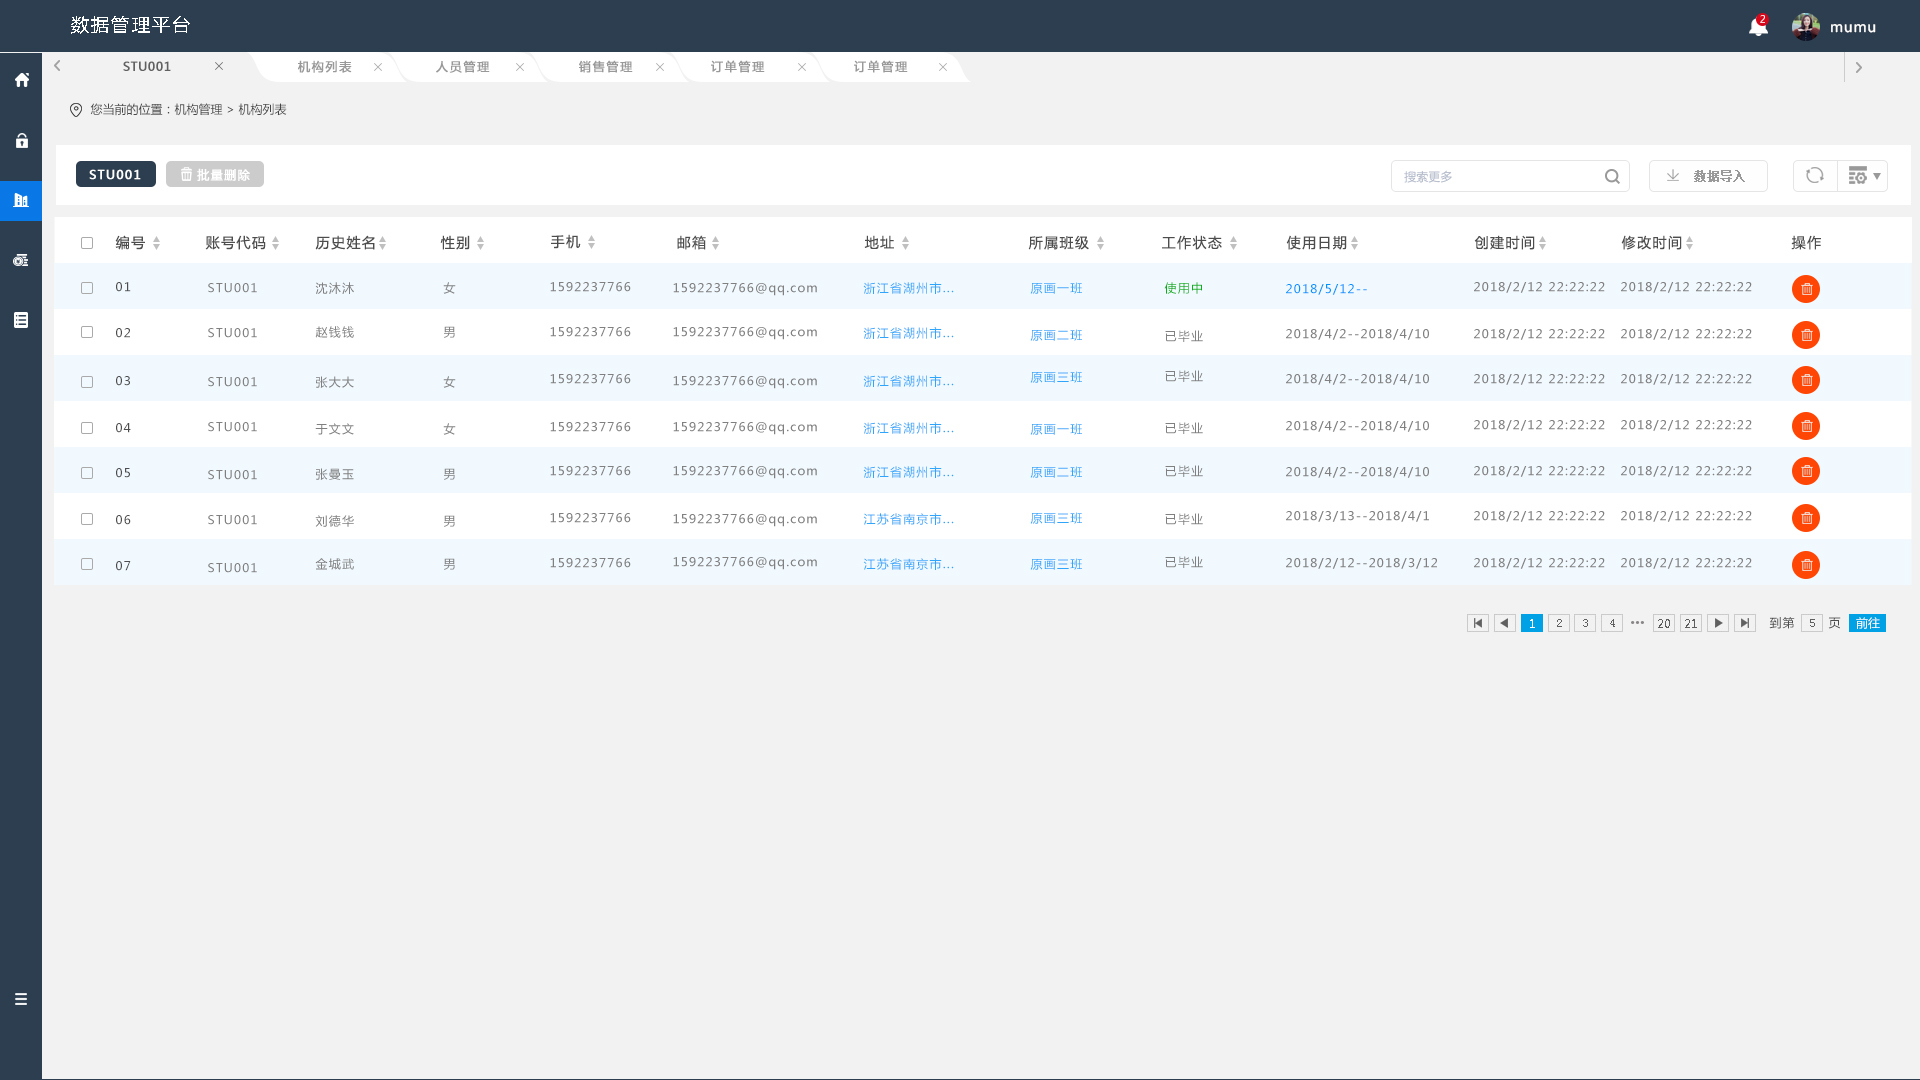 数据管理平台
2
mumu
STU001 机构列表 人员管理 销售管理 订单管理 订单管理
您当前的位置：机构管理 > 机构列表
STU001 批量删除 搜索更多 数据导入
编号 账号代码 历史姓名 性别 手机 邮箱 地址 所属班级 工作状态 使用日期 创建时间 修改时间 操作
01 STU001 沈沐沐 女 1592237766 1592237766@qq.com 浙江省湖州市... 原画一班 使用中 2018/5/12-- 2018/2/12 22:22:22 2018/2/12 22:22:22
02 STU001 赵钱钱 男 1592237766 1592237766@qq.com 浙江省湖州市... 原画二班 已毕业 2018/4/2--2018/4/10 2018/2/12 22:22:22 2018/2/12 22:22:22
03 STU001 张大大 女 1592237766 1592237766@qq.com 浙江省湖州市... 原画三班 已毕业 2018/4/2--2018/4/10 2018/2/12 22:22:22 2018/2/12 22:22:22
04 STU001 于文文 女 1592237766 1592237766@qq.com 浙江省湖州市... 原画一班 已毕业 2018/4/2--2018/4/10 2018/2/12 22:22:22 2018/2/12 22:22:22
05 STU001 张曼玉 男 1592237766 1592237766@qq.com 浙江省湖州市... 原画二班 已毕业 2018/4/2--2018/4/10 2018/2/12 22:22:22 2018/2/12 22:22:22
06 STU001 刘德华 男 1592237766 1592237766@qq.com 江苏省南京市... 原画三班 已毕业 2018/3/13--2018/4/1 2018/2/12 22:22:22 2018/2/12 22:22:22
07 STU001 金城武 男 1592237766 1592237766@qq.com 江苏省南京市... 原画三班 已毕业 2018/2/12--2018/3/12 2018/2/12 22:22:22 2018/2/12 22:22:22
1 2 3 4 ••• 20 21 到第 5 页 前往